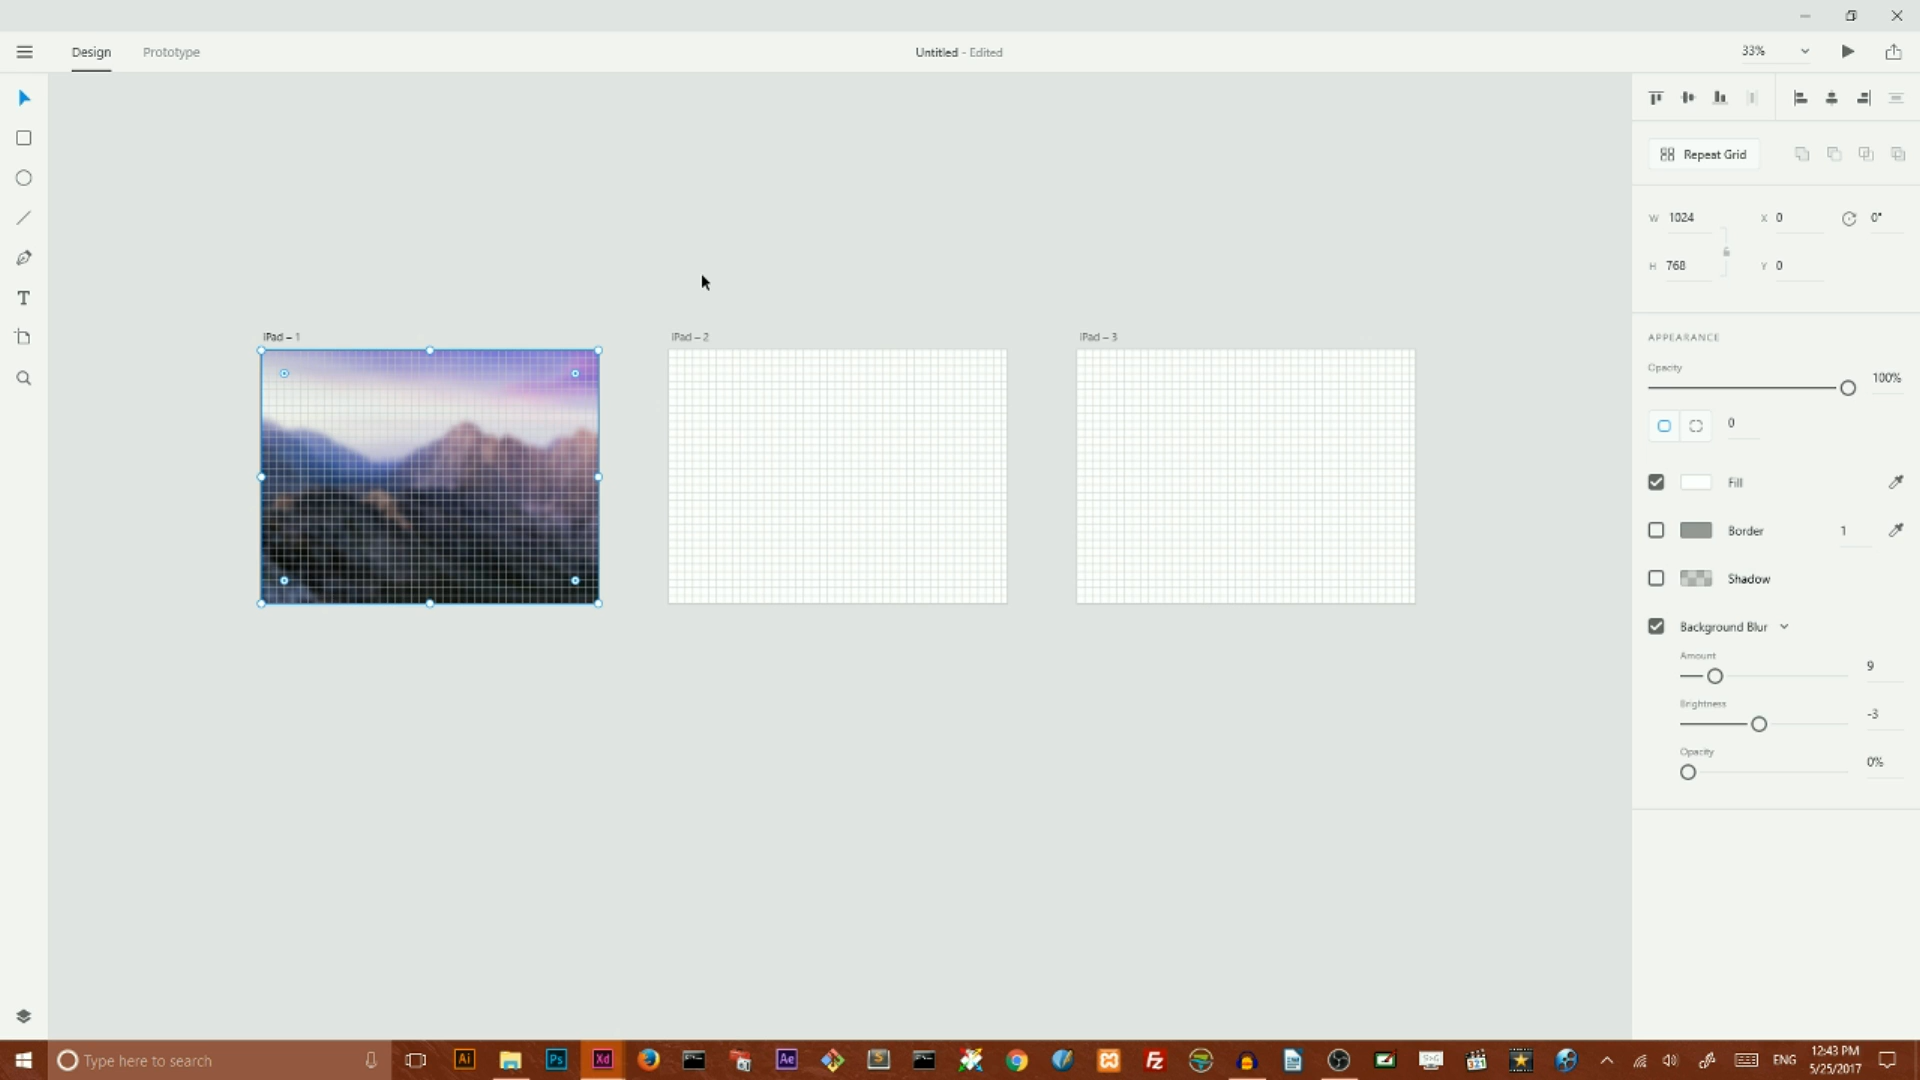 Design
Prototype
Untitled - Edited
33%
Repeat Grid
W 1024
X 0
0°
H 768
Y 0
iPad – 1
iPad – 2
iPad – 3
APPEARANCE
Opacity
100%
0
Fill
Border
1
Shadow
Background Blur
Amount
9
Brightness
-3
Opacity
0%
T
Type here to search
Ai
Ps
Xd
Ae
Fz
ENG
12:43 PM
5/25/2017